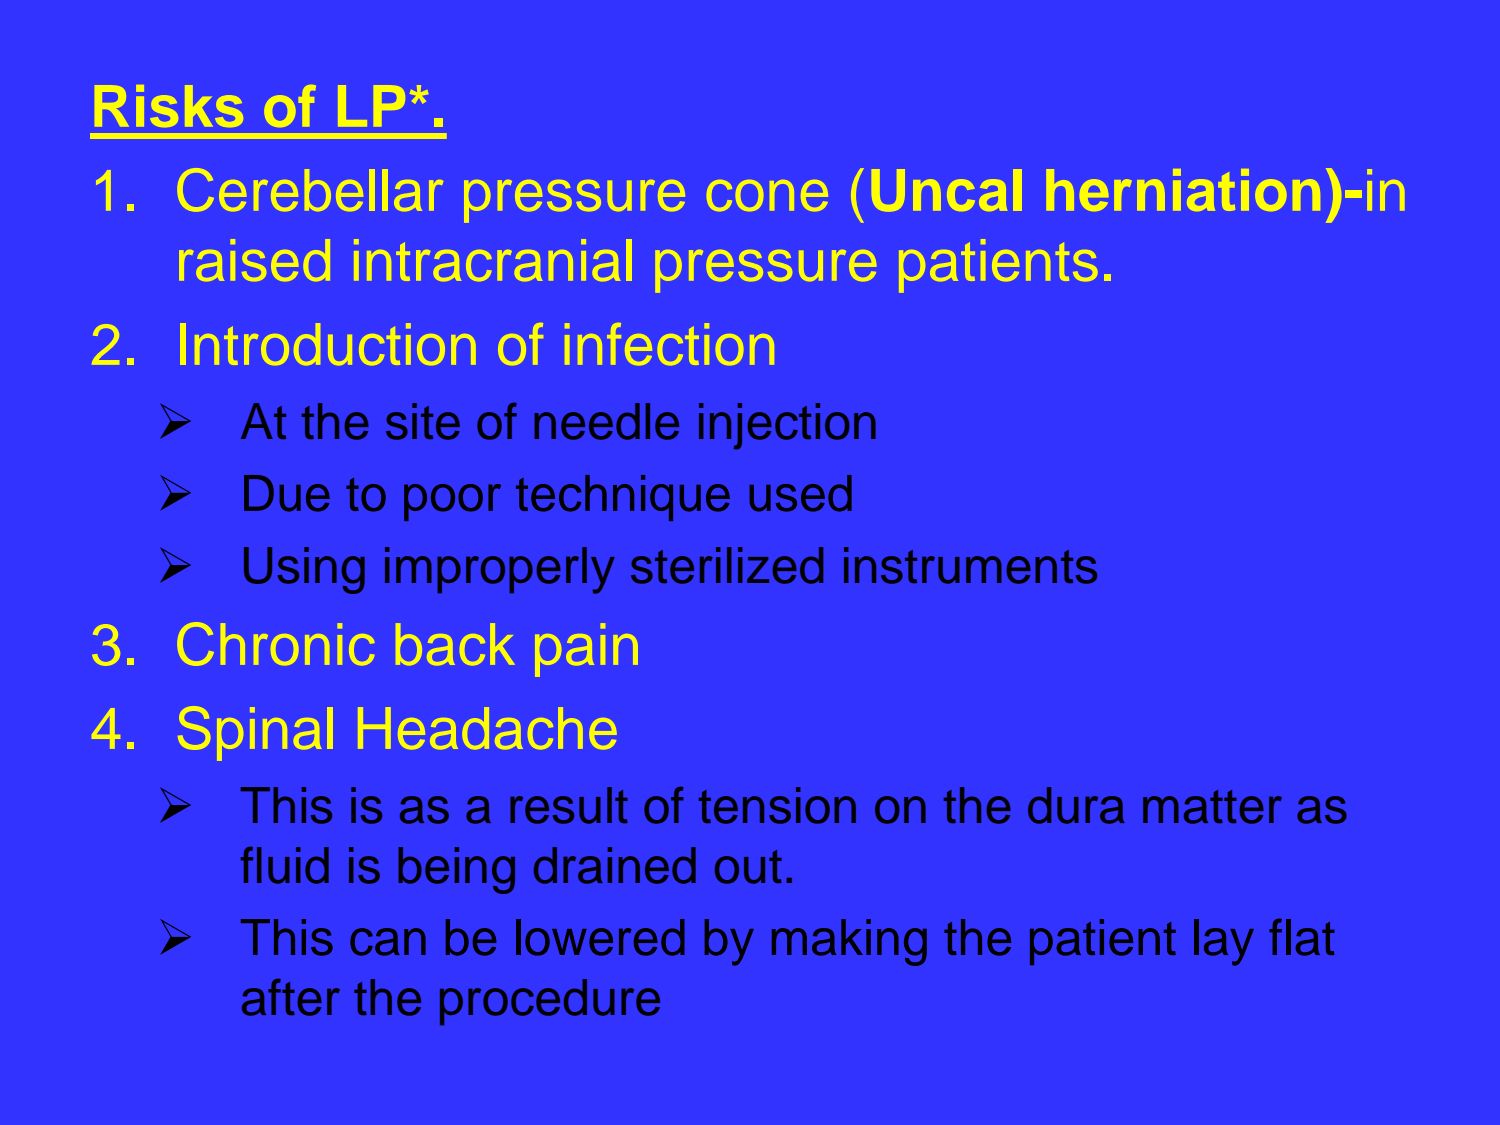 Risks of LP*.
1. Cerebellar pressure cone (Uncal herniation)-in
raised intracranial pressure patients.
2. Introduction of infection
➢ At the site of needle injection
➢ Due to poor technique used
➢ Using improperly sterilized instruments
3. Chronic back pain
4. Spinal Headache
➢ This is as a result of tension on the dura matter as
fluid is being drained out.
➢ This can be lowered by making the patient lay flat
after the procedure